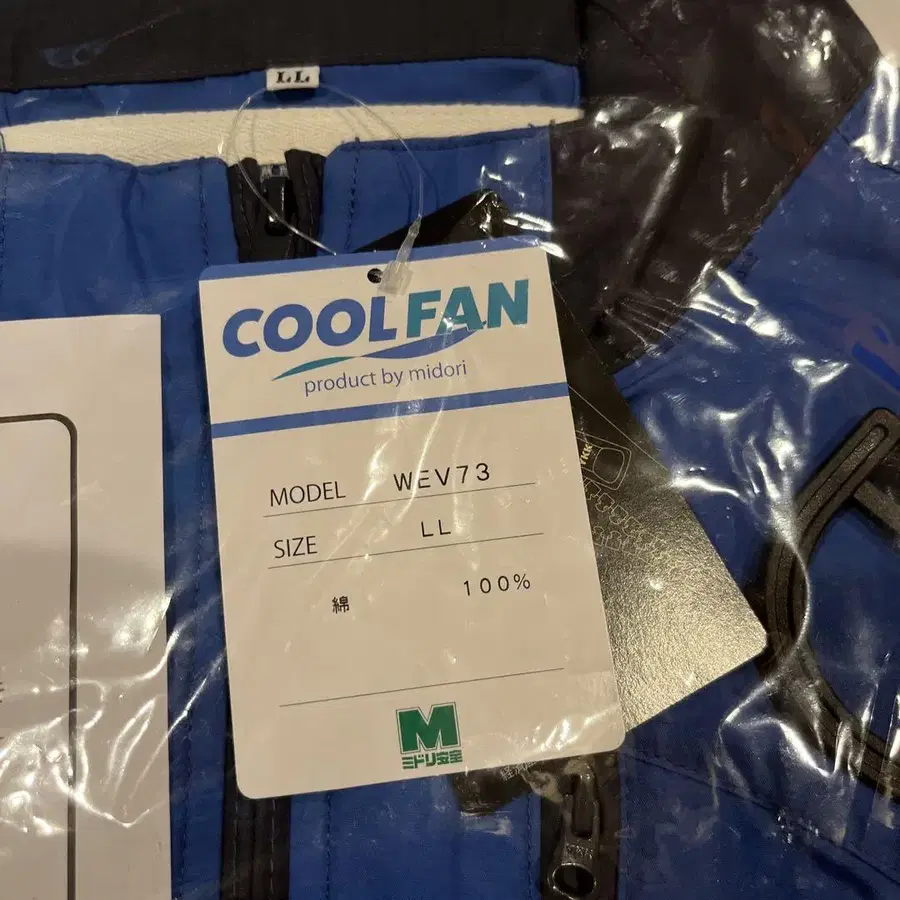 LL
COOLFAN
product by midori
MODEL WEV73
SIZE LL
綿 100%
M
ミドリ安全